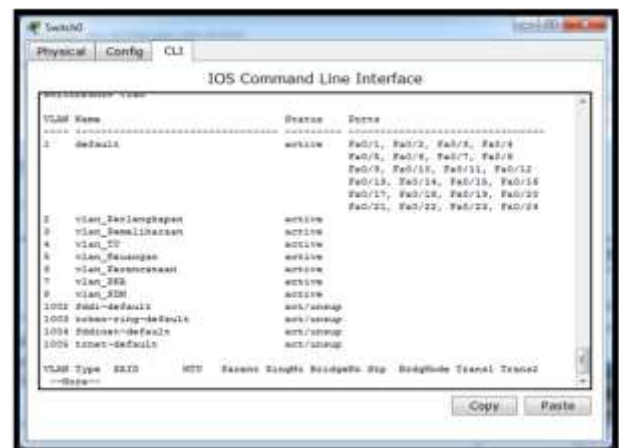 Switch0
Physical Config CLI
IOS Command Line Interface
VLAN Name Status Ports
1 default active Fa0/1, Fa0/2, Fa0/3, Fa0/4
Fa0/5, Fa0/6, Fa0/7, Fa0/8
Fa0/9, Fa0/10, Fa0/11, Fa0/12
Fa0/13, Fa0/14, Fa0/15, Fa0/16
Fa0/17, Fa0/18, Fa0/19, Fa0/20
Fa0/21, Fa0/22, Fa0/23, Fa0/24
2 vlan_Perlengkapan active
3 vlan_Pemeliharaan active
4 vlan_TU active
5 vlan_Keuangan active
6 vlan_Perencanaan active
7 active
8 vlan_SDM active
1002 fddi-default act/unsup
1003 token-ring-default act/unsup
1004 fddinet-default act/unsup
1005 trnet-default act/unsup
VLAN Type SAID MTU Parent RingNo BridgeNo Stp BrdgMode Trans1 Trans2
--More--
Copy Paste